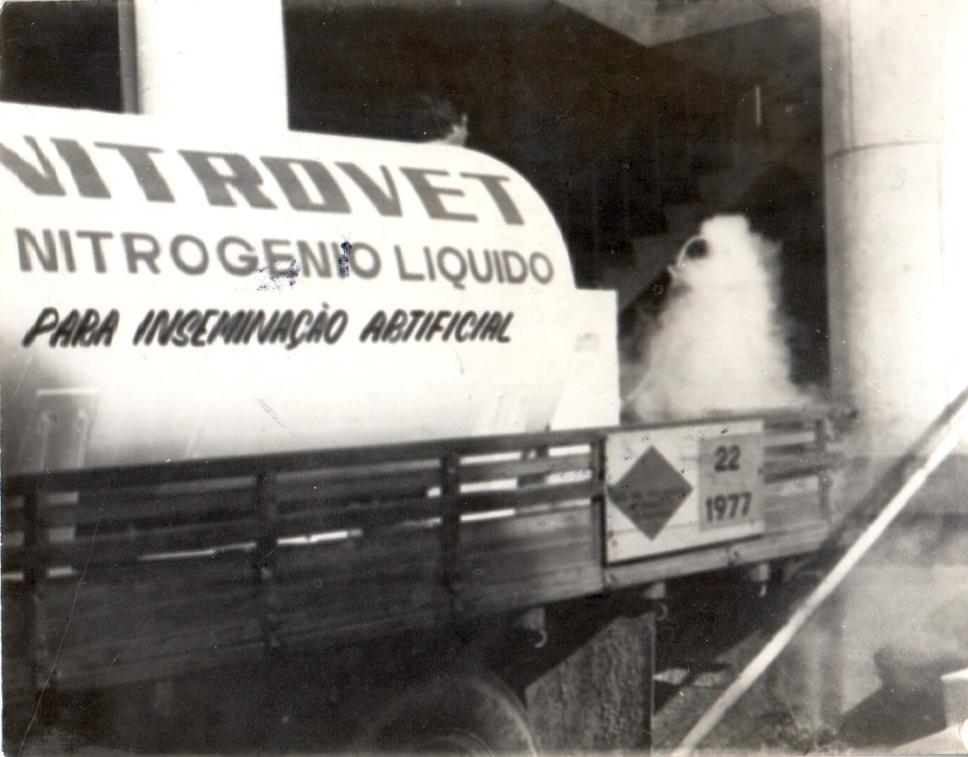 NITROVET
NITROGENIO LIQUIDO
PARA INSEMINAÇÃO ARTIFICIAL
22
1977